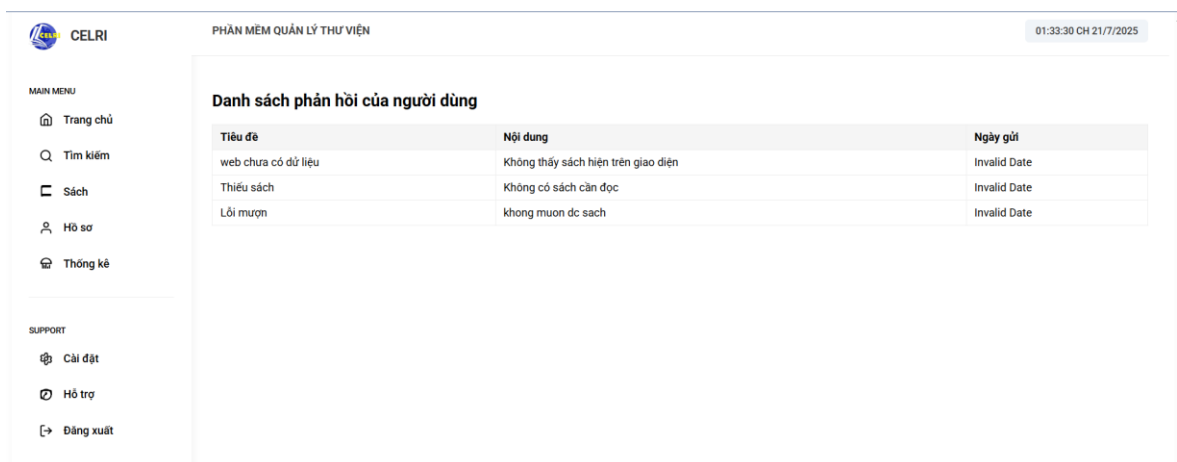 CELRI
PHẦN MỀM QUẢN LÝ THƯ VIỆN
01:33:30 CH 21/7/2025
MAIN MENU
Trang chủ
Tìm kiếm
Sách
Hồ sơ
Thống kê
SUPPORT
Cài đặt
Hỗ trợ
Đăng xuất
Danh sách phản hồi của người dùng
Tiêu đề Nội dung Ngày gửi
web chưa có dử liệu Không thấy sách hiện trên giao diện Invalid Date
Thiếu sách Không có sách cần đọc Invalid Date
Lỗi mượn khong muon dc sach Invalid Date